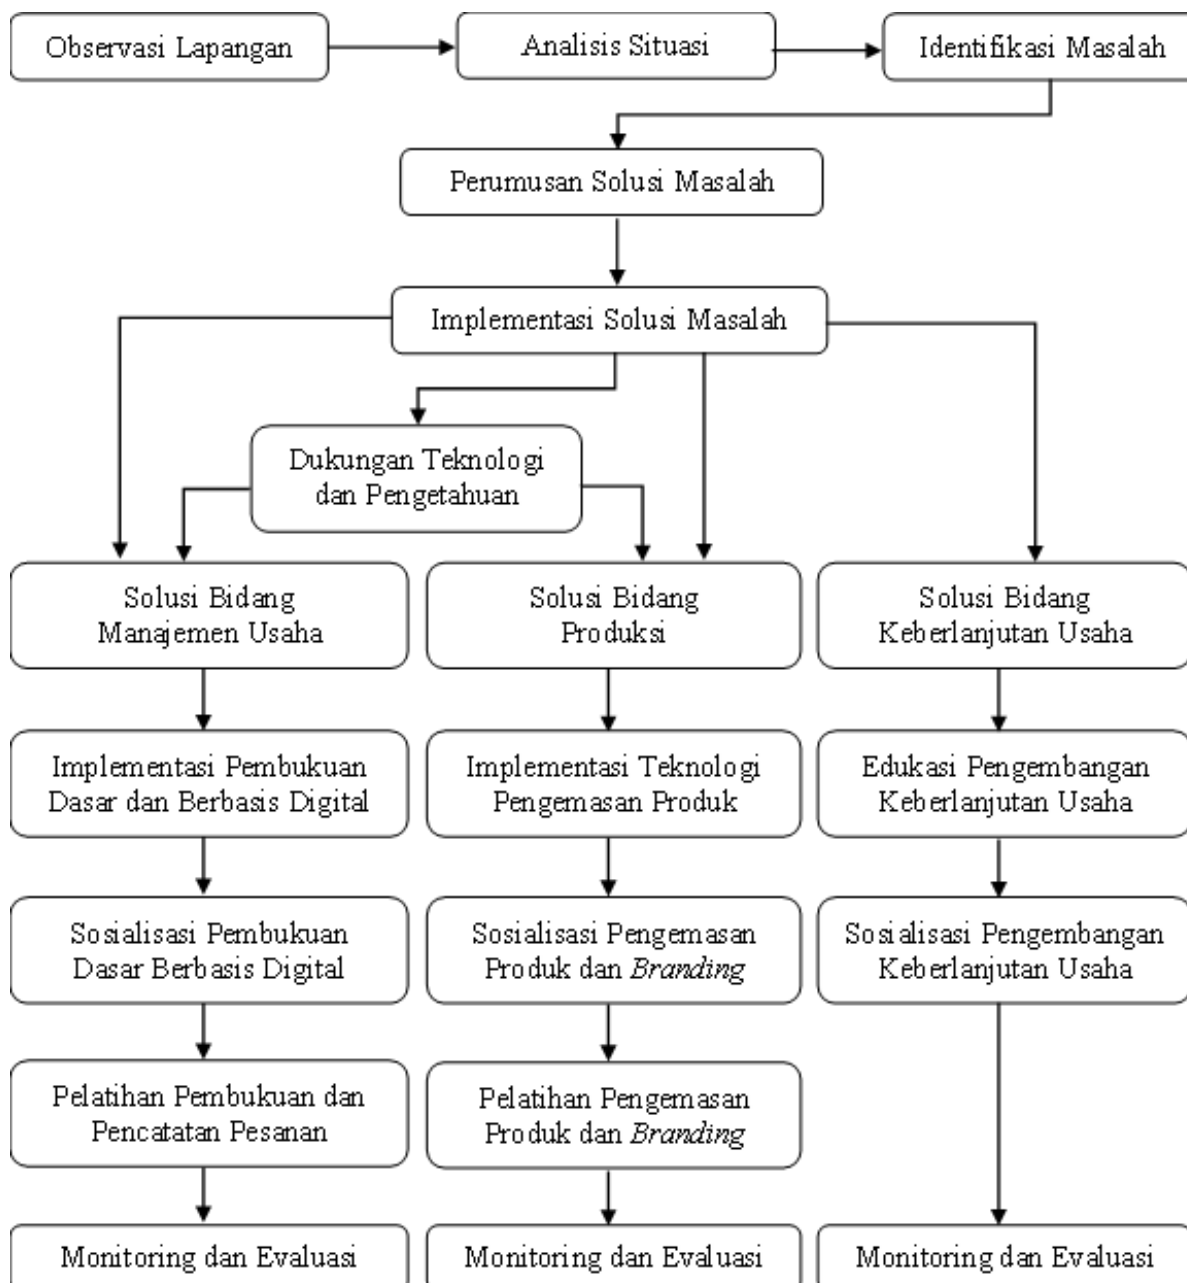 Observasi Lapangan
Analisis Situasi
Identifikasi Masalah
Perumusan Solusi Masalah
Implementasi Solusi Masalah
Dukungan Teknologi
dan Pengetahuan
Solusi Bidang
Manajemen Usaha
Solusi Bidang
Produksi
Solusi Bidang
Keberlanjutan Usaha
Implementasi Pembukuan
Dasar dan Berbasis Digital
Implementasi Teknologi
Pengemasan Produk
Edukasi Pengembangan
Keberlanjutan Usaha
Sosialisasi Pembukuan
Dasar Berbasis Digital
Sosialisasi Pengemasan
Produk dan Branding
Sosialisasi Pengembangan
Keberlanjutan Usaha
Pelatihan Pembukuan dan
Pencatatan Pesanan
Pelatihan Pengemasan
Produk dan Branding
Monitoring dan Evaluasi
Monitoring dan Evaluasi
Monitoring dan Evaluasi